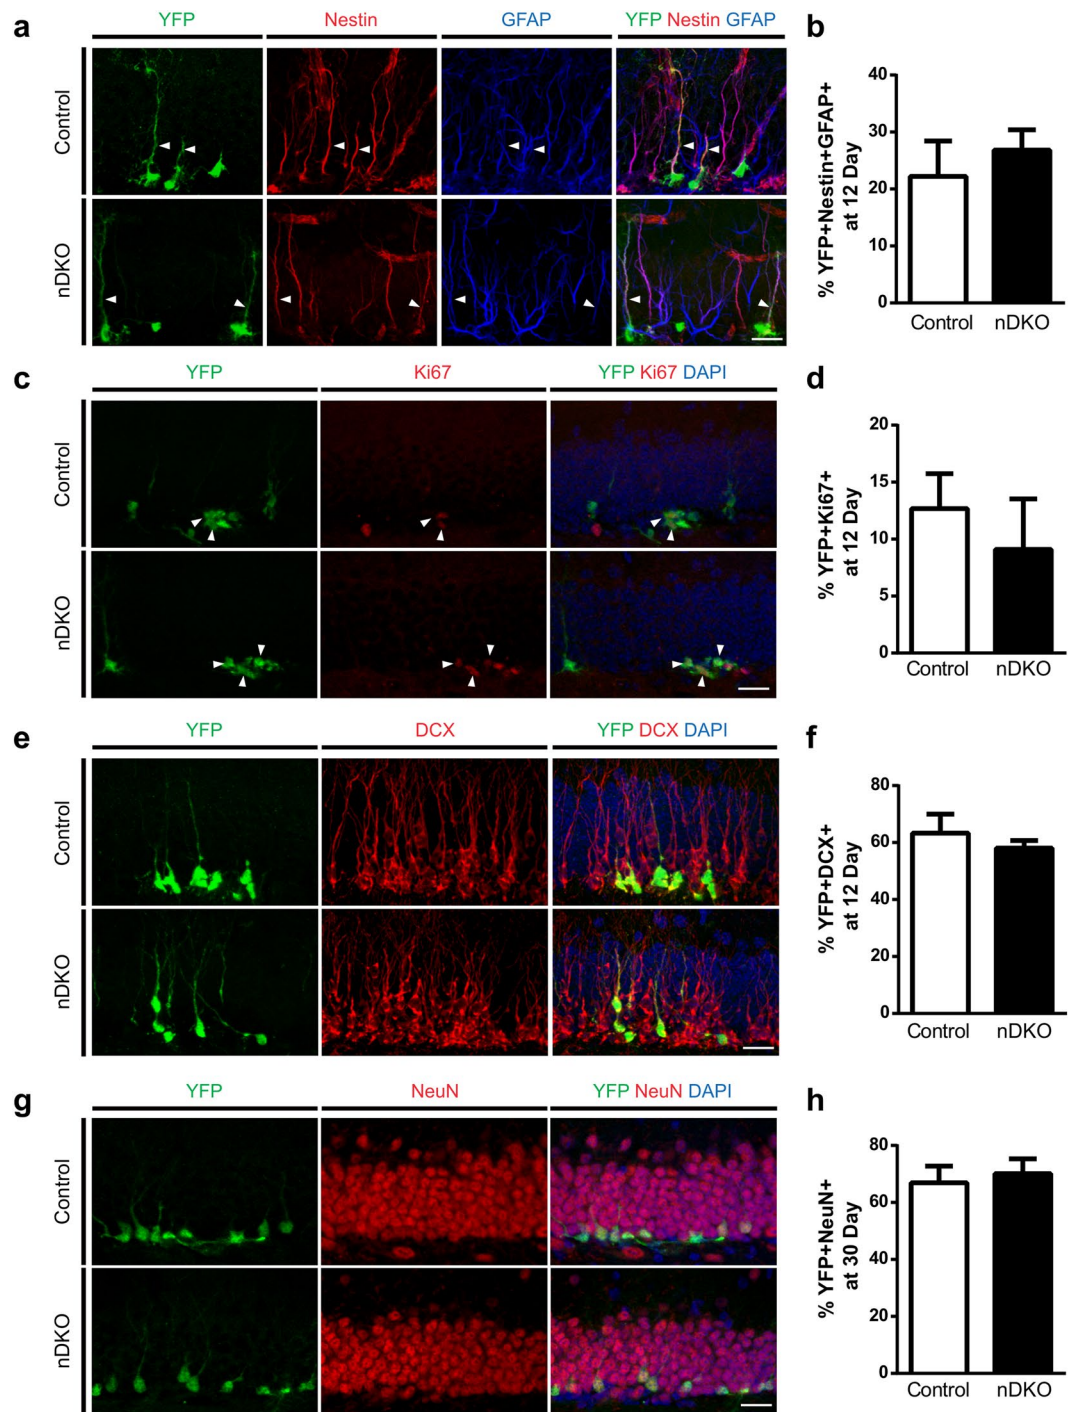 a
YFP
Nestin
GFAP
YFP Nestin GFAP
Control
nDKO
b
% YFP+Nestin+GFAP+
at 12 Day
40
30
20
10
0
Control
nDKO
c
YFP
Ki67
YFP Ki67 DAPI
Control
nDKO
d
% YFP+Ki67+
at 12 Day
20
15
10
5
0
Control
nDKO
e
YFP
DCX
YFP DCX DAPI
Control
nDKO
f
% YFP+DCX+
at 12 Day
80
60
40
20
0
Control
nDKO
g
YFP
NeuN
YFP NeuN DAPI
Control
nDKO
h
% YFP+NeuN+
at 30 Day
80
60
40
20
0
Control
nDKO